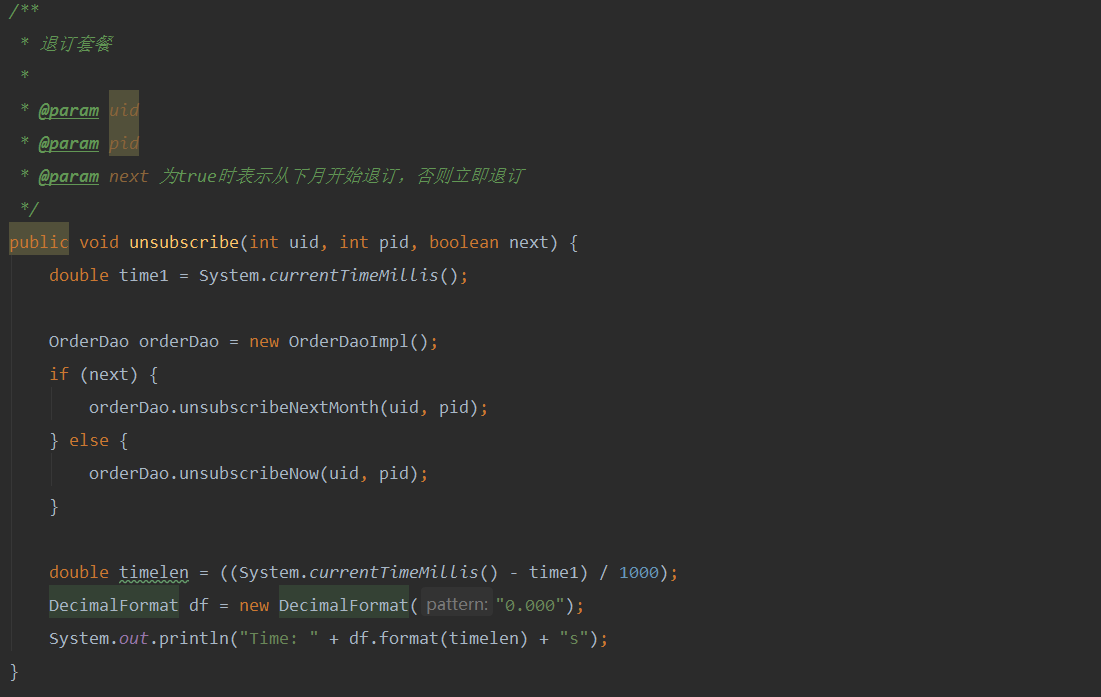 /**
 * 退订套餐
 *
 * @param uid
 * @param pid
 * @param next 为true时表示从下月开始退订，否则立即退订
 */
public void unsubscribe(int uid, int pid, boolean next) {
    double time1 = System.currentTimeMillis();

    OrderDao orderDao = new OrderDaoImpl();
    if (next) {
        orderDao.unsubscribeNextMonth(uid, pid);
    } else {
        orderDao.unsubscribeNow(uid, pid);
    }

    double timelen = ((System.currentTimeMillis() - time1) / 1000);
    DecimalFormat df = new DecimalFormat( pattern: "0.000");
    System.out.println("Time: " + df.format(timelen) + "s");
}